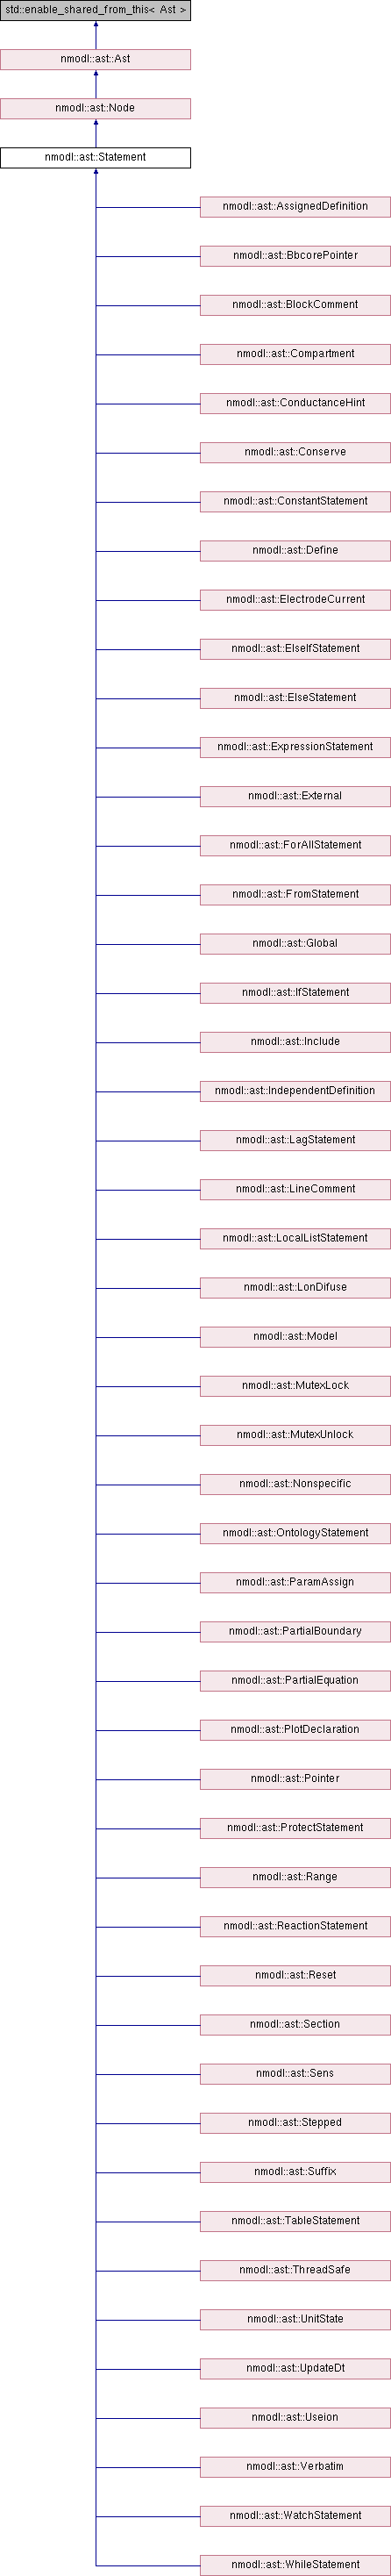 std::enable_shared_from_this< Ast >
nmodl::ast::Ast
nmodl::ast::Node
nmodl::ast::Statement
nmodl::ast::AssignedDefinition
nmodl::ast::BbcorePointer
nmodl::ast::BlockComment
nmodl::ast::Compartment
nmodl::ast::ConductanceHint
nmodl::ast::Conserve
nmodl::ast::ConstantStatement
nmodl::ast::Define
nmodl::ast::ElectrodeCurrent
nmodl::ast::ElseIfStatement
nmodl::ast::ElseStatement
nmodl::ast::ExpressionStatement
nmodl::ast::External
nmodl::ast::ForAllStatement
nmodl::ast::FromStatement
nmodl::ast::Global
nmodl::ast::IfStatement
nmodl::ast::Include
nmodl::ast::IndependentDefinition
nmodl::ast::LagStatement
nmodl::ast::LineComment
nmodl::ast::LocalListStatement
nmodl::ast::LonDifuse
nmodl::ast::Model
nmodl::ast::MutexLock
nmodl::ast::MutexUnlock
nmodl::ast::Nonspecific
nmodl::ast::OntologyStatement
nmodl::ast::ParamAssign
nmodl::ast::PartialBoundary
nmodl::ast::PartialEquation
nmodl::ast::PlotDeclaration
nmodl::ast::Pointer
nmodl::ast::ProtectStatement
nmodl::ast::Range
nmodl::ast::ReactionStatement
nmodl::ast::Reset
nmodl::ast::Section
nmodl::ast::Sens
nmodl::ast::Stepped
nmodl::ast::Suffix
nmodl::ast::TableStatement
nmodl::ast::ThreadSafe
nmodl::ast::UnitState
nmodl::ast::UpdateDt
nmodl::ast::Useion
nmodl::ast::Verbatim
nmodl::ast::WatchStatement
nmodl::ast::WhileStatement